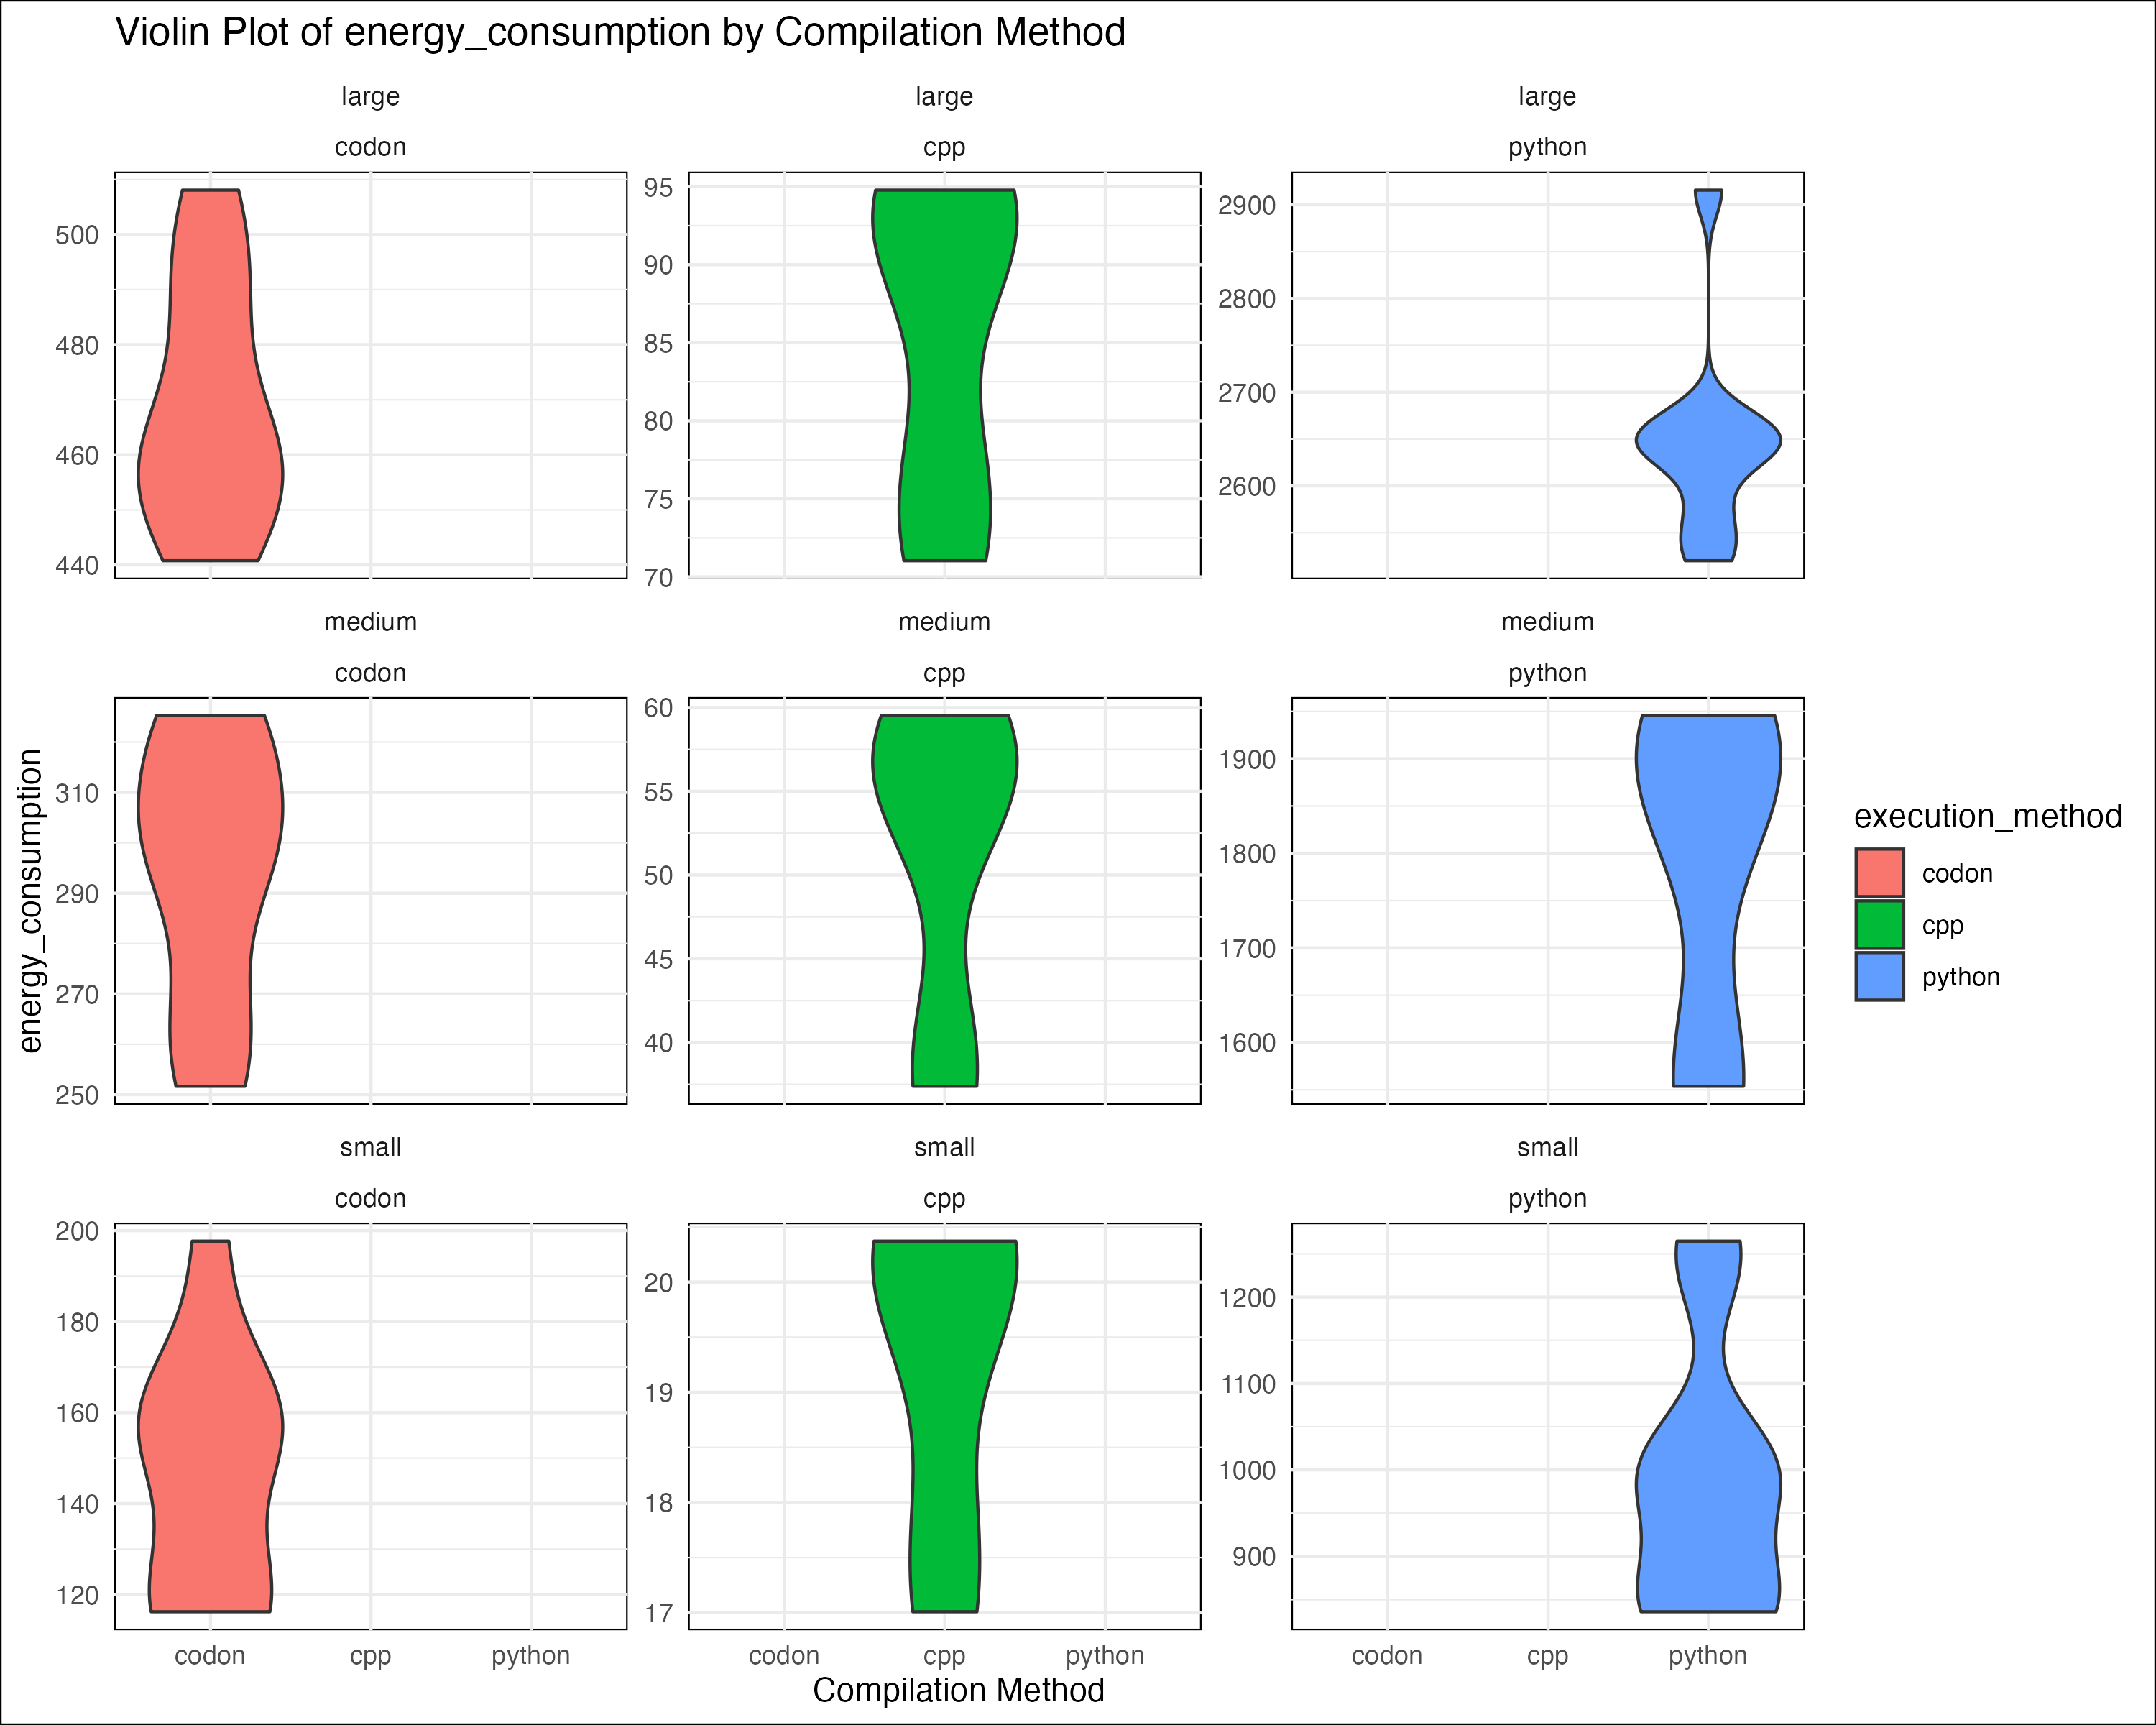 Violin Plot of energy_consumption by Compilation Method
large
codon
500
480
460
440
large
cpp
95
90
85
80
75
70
large
python
2900
2800
2700
2600
medium
codon
310
290
270
250
medium
cpp
60
55
50
45
40
medium
python
1900
1800
1700
1600
small
codon
200
180
160
140
120
small
cpp
20
19
18
17
small
python
1200
1100
1000
900
codon cpp python
codon cpp python
codon cpp python
Compilation Method
energy_consumption
execution_method
codon
cpp
python